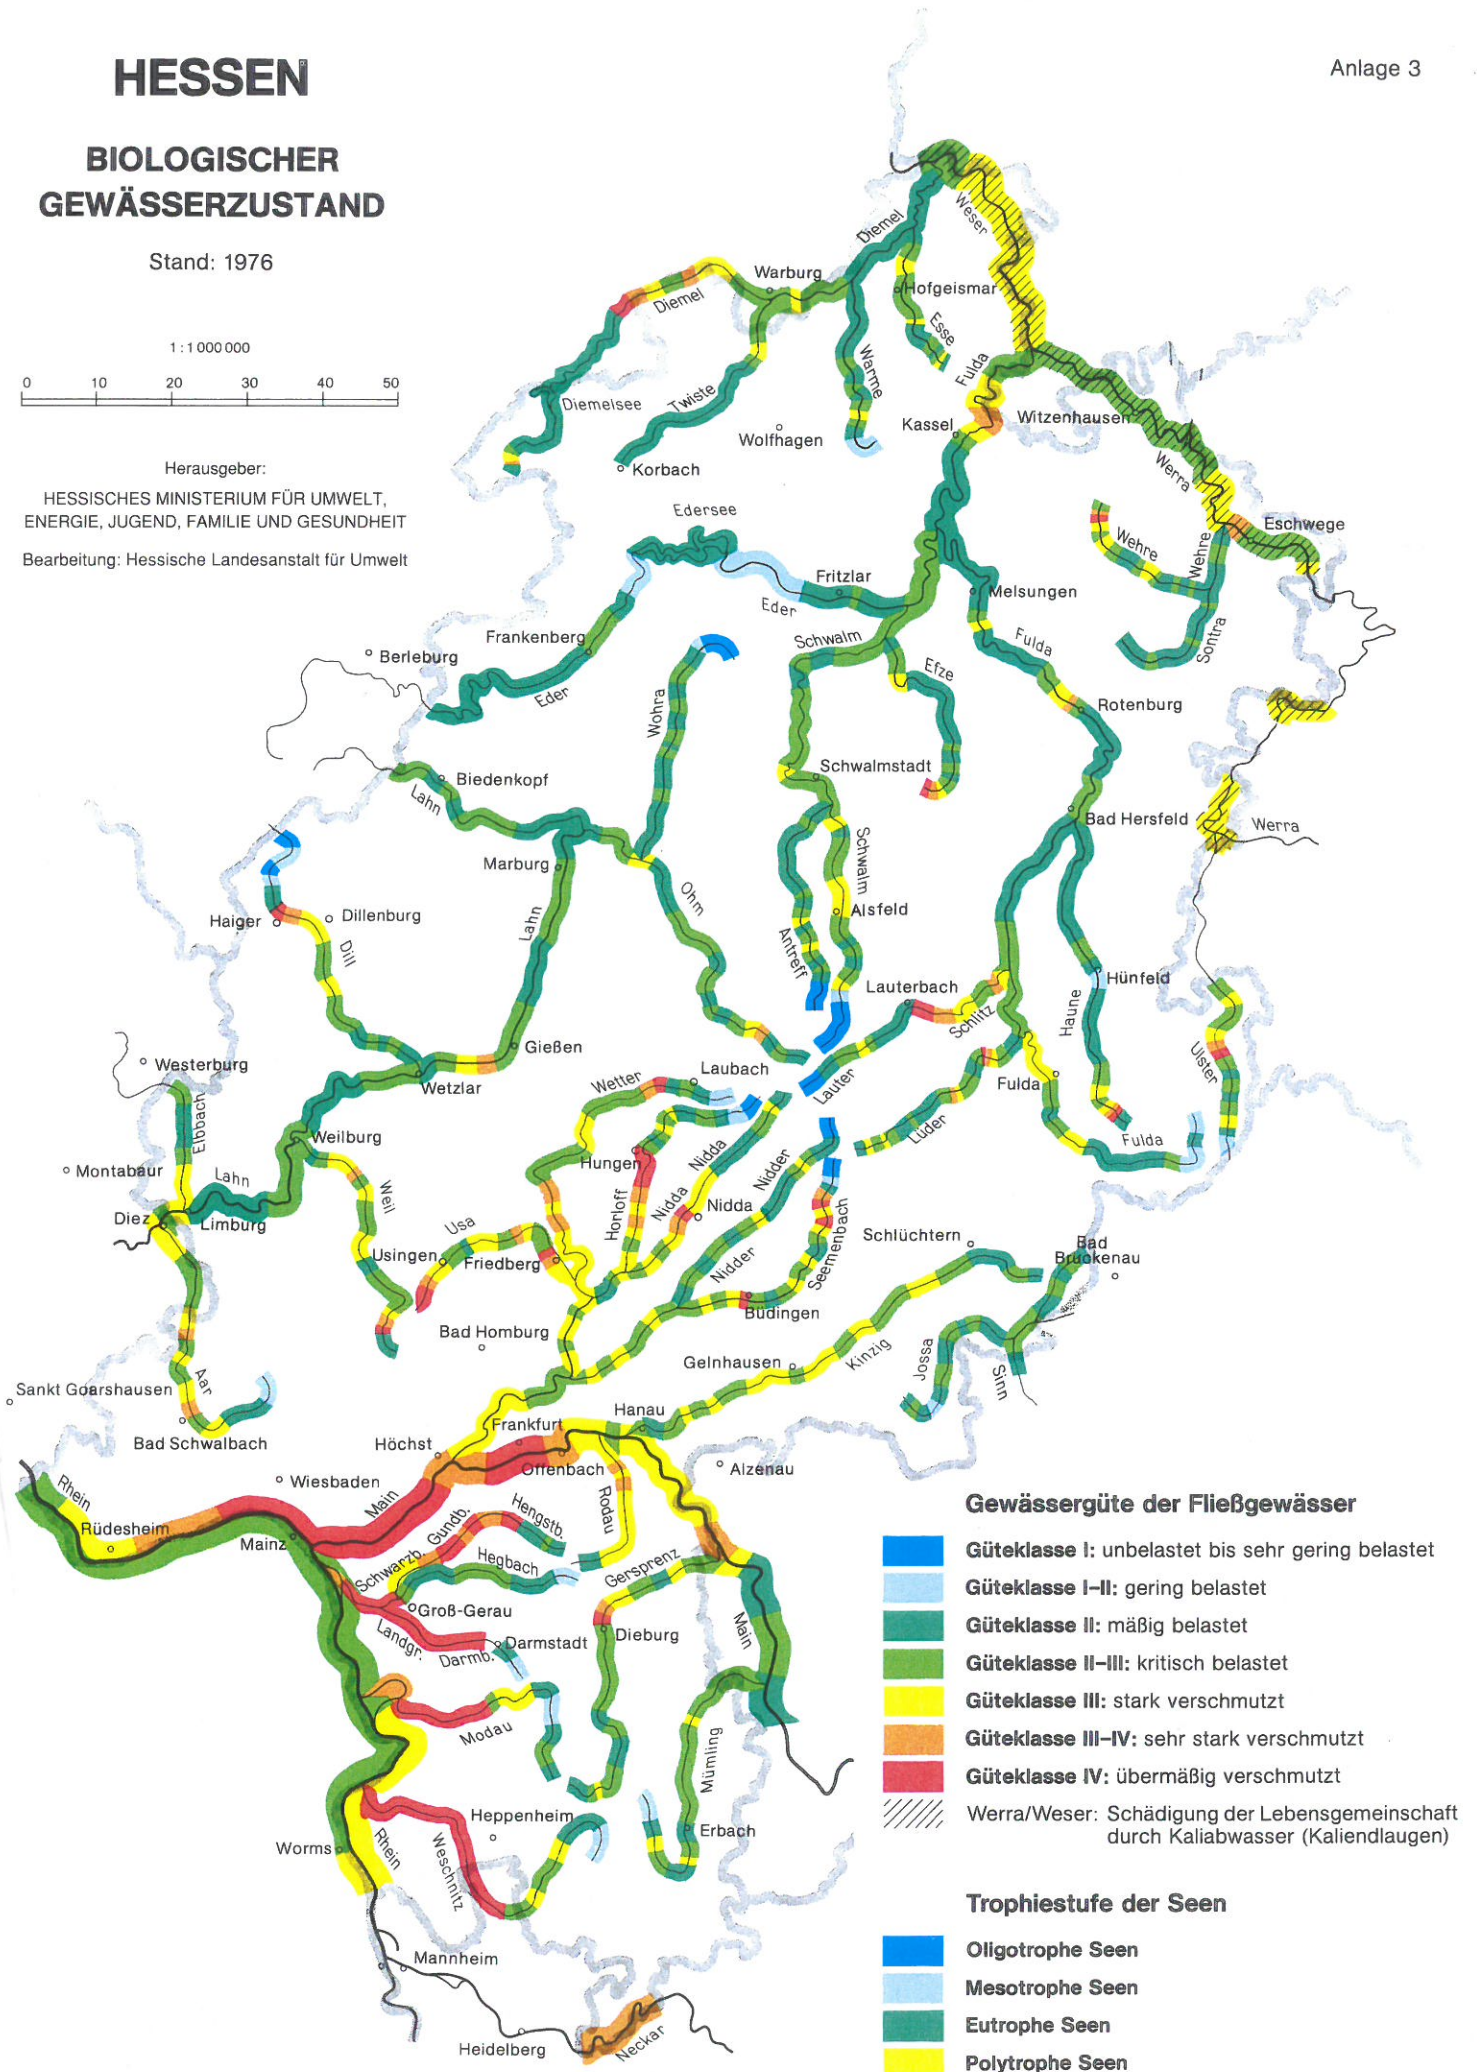 HESSEN
Anlage 3
BIOLOGISCHER
GEWÄSSERZUSTAND
Stand: 1976
1:1 000 000
0 10 20 30 40 50
Herausgeber:
HESSISCHES MINISTERIUM FÜR UMWELT,
ENERGIE, JUGEND, FAMILIE UND GESUNDHEIT
Bearbeitung: Hessische Landesanstalt für Umwelt
Weser
Diemel
Warburg
Diemel
Hofgeismar
Esse
Warme
Fulda
Diemelsee
Twiste
Wolfhagen
Kassel
Witzenhausen
Korbach
Werra
Edersee
Eschwege
Wehre
Wehre
Fritzlar
Eder
Melsungen
Frankenberg
Schwalm
Fulda
Sontra
Berleburg
Efze
Eder
Wohra
Rotenburg
Schwalmstadt
Biedenkopf
Lahn
Bad Hersfeld
Werra
Marburg
Schwalm
Ohm
Haiger
Dillenburg
Lahn
Alsfeld
Dill
Antreff
Lauterbach
Hünfeld
Haune
Schlitz
Gießen
Westerburg
Wetzlar
Wetter
Laubach
Lauter
Fulda
Ulster
Elbbach
Weilburg
Lüder
Fulda
Hungen
Nidda
Nidder
Montabaur
Lahn
Weil
Horloff
Nidda
Nidda
Diez
Limburg
Usa
Seemenbach
Schlüchtern
Bad
Brückenau
Usingen
Friedberg
Nidder
Büdingen
Bad Homburg
Gelnhausen
Kinzig
Jossa
Sinn
Aar
Sankt Goarshausen
Hanau
Frankfurt
Bad Schwalbach
Höchst
Offenbach
Alzenau
Wiesbaden
Rhein
Main
Rodau
Rüdesheim
Mainz
Schwarzb.
Gundb.
Hengstb.
Hegbach
Gersprenz
Groß-Gerau
Landgr.
Darmb.
Darmstadt
Dieburg
Main
Modau
Mümling
Heppenheim
Erbach
Worms
Rhein
Weschnitz
Mannheim
Heidelberg
Neckar
Gewässergüte der Fließgewässer
Güteklasse I: unbelastet bis sehr gering belastet
Güteklasse I–II: gering belastet
Güteklasse II: mäßig belastet
Güteklasse II–III: kritisch belastet
Güteklasse III: stark verschmutzt
Güteklasse III–IV: sehr stark verschmutzt
Güteklasse IV: übermäßig verschmutzt
Werra/Weser: Schädigung der Lebensgemeinschaft
durch Kaliabwasser (Kaliendlaugen)
Trophiestufe der Seen
Oligotrophe Seen
Mesotrophe Seen
Eutrophe Seen
Polytrophe Seen